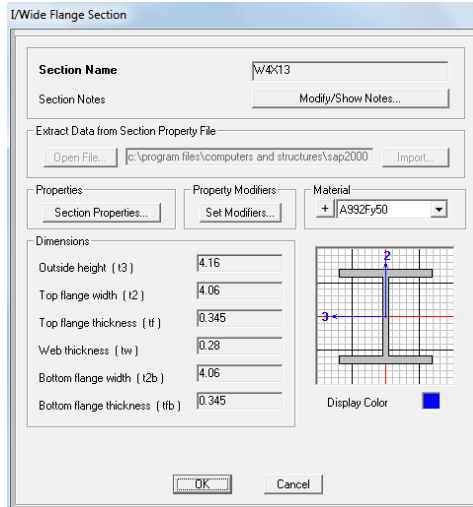 I/Wide Flange Section
Section Name W4X13
Section Notes Modify/Show Notes...
Extract Data from Section Property File
Open File... c:\program files\computers and structures\sap2000 Import...
Properties Property Modifiers Material
Section Properties... Set Modifiers... + A992Fy50
Dimensions
Outside height ( t3 ) 4.16
Top flange width ( t2 ) 4.06
Top flange thickness ( tf ) 0.345
Web thickness ( tw ) 0.28
Bottom flange width ( t2b ) 4.06
Bottom flange thickness ( tfb ) 0.345
2
3
Display Color
OK Cancel